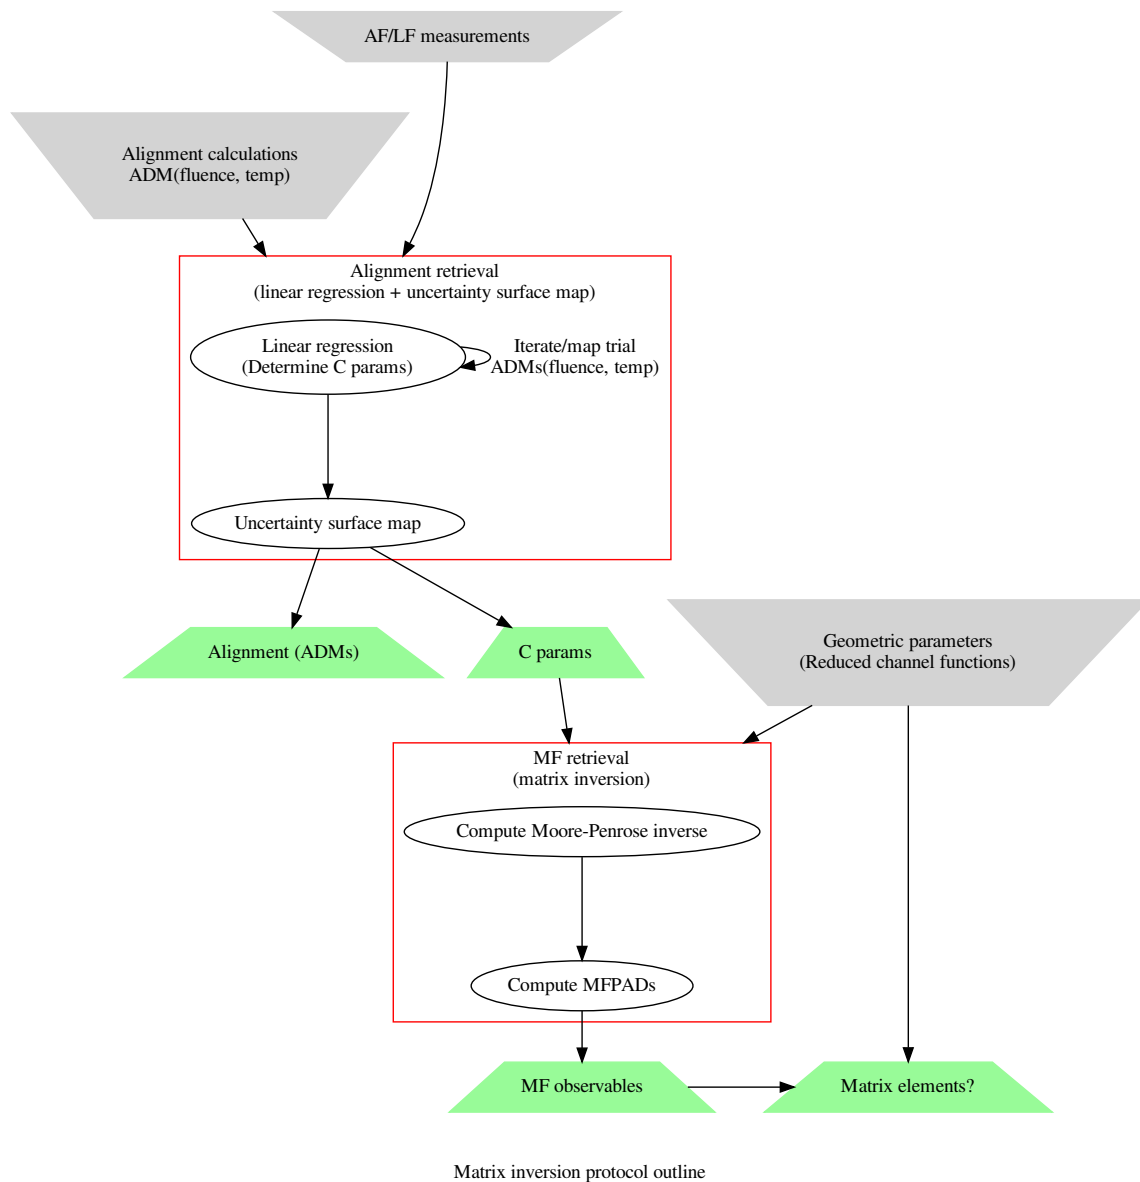 AF/LF measurements
Alignment calculations
ADM(fluence, temp)
Alignment retrieval
(linear regression + uncertainty surface map)
Linear regression
(Determine C params)
Iterate/map trial
ADMs(fluence, temp)
Uncertainty surface map
Alignment (ADMs)
C params
Geometric parameters
(Reduced channel functions)
MF retrieval
(matrix inversion)
Compute Moore-Penrose inverse
Compute MFPADs
MF observables
Matrix elements?
Matrix inversion protocol outline